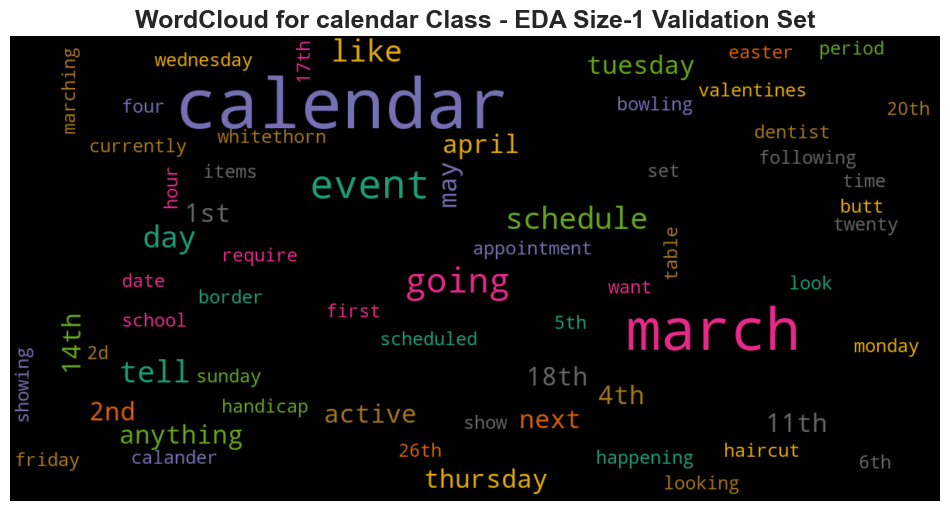 WordCloud for calendar Class - EDA Size-1 Validation Set
marching
wednesday
17th
like
tuesday
easter
period
four
calendar
bowling
valentines
20th
currently
whitethorn
april
dentist
following
hour
items
event
may
set
time
1st
schedule
butt
twenty
day
require
appointment
table
date
border
going
want
look
school
first
scheduled
5th
march
monday
14th
2d
showing
tell
sunday
18th
4th
2nd
handicap
active
show
next
11th
anything
friday
calander
26th
thursday
happening
haircut
looking
6th